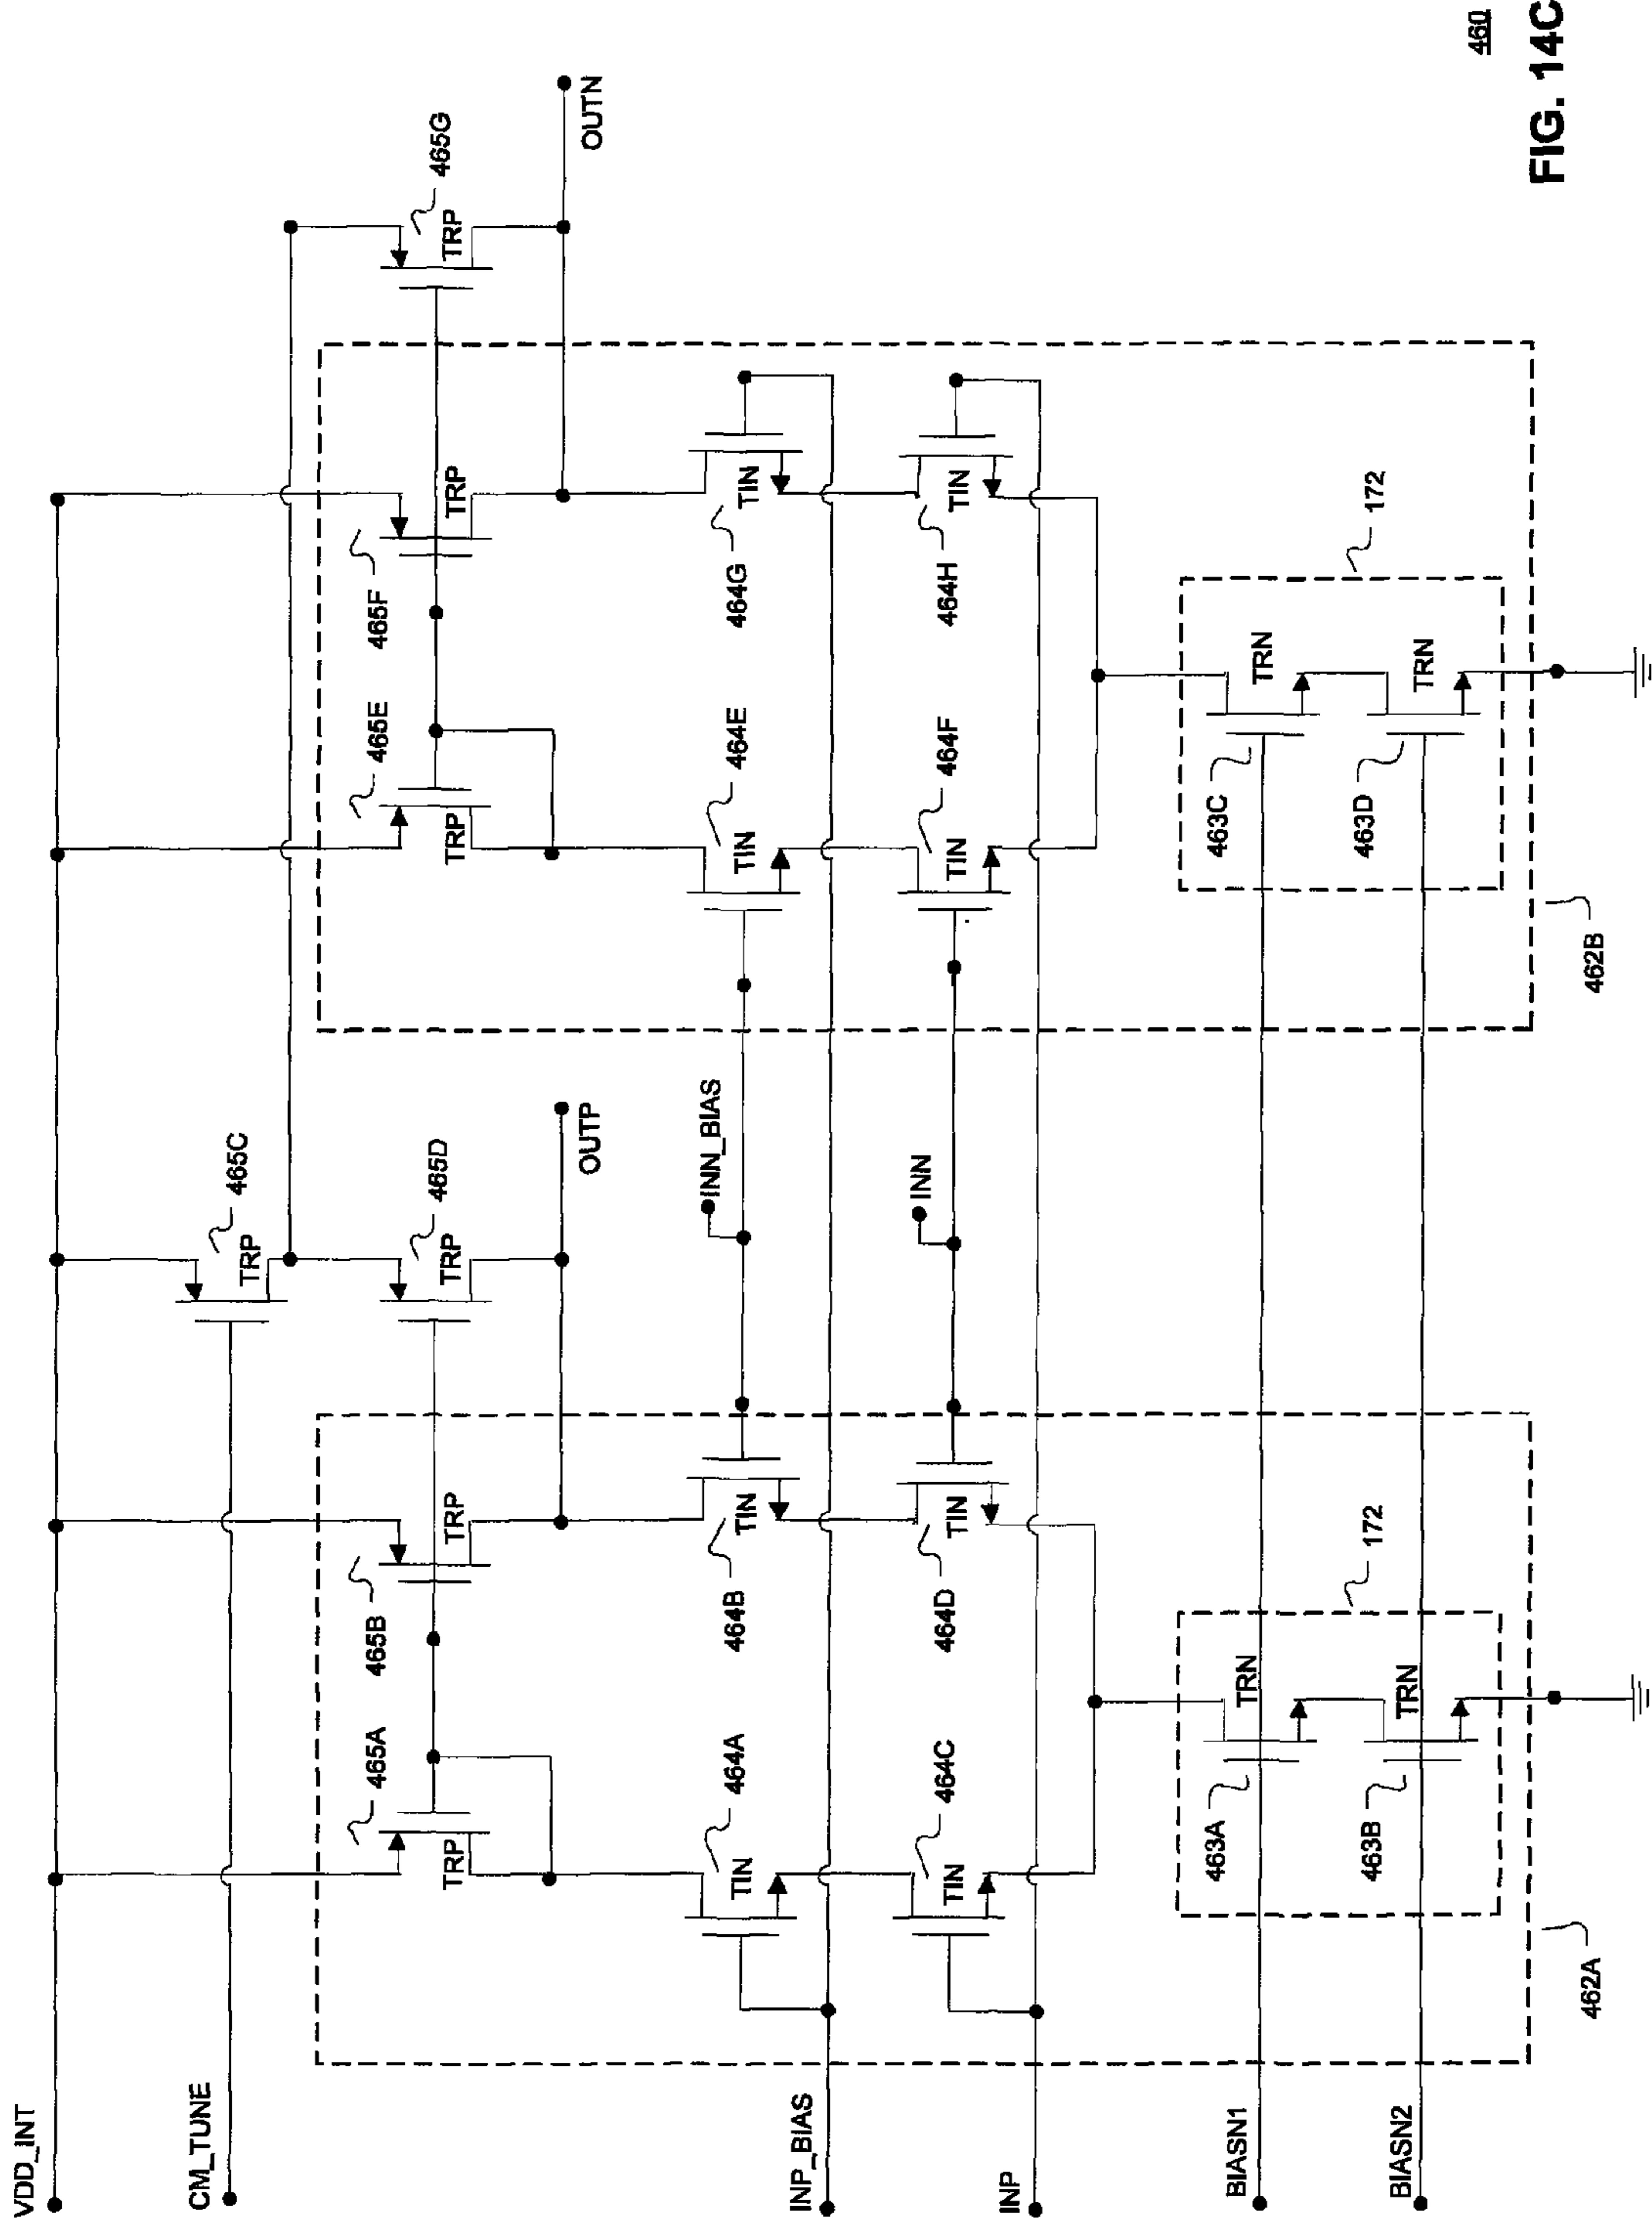 VDD_INT
CM_TUNE
INP_BIAS
INP
BIASN1
BIASN2
462A
465A
TRP
465B
TRP
465C
TRP
465D
TRP
OUTP
464A
TIN
464B
TIN
464C
TIN
464D
TIN
463A
TRN
463B
TRN
172
INN_BIAS
INN
462B
465E
TRP
465F
TRP
465G
TRP
OUTN
464E
TIN
464G
TIN
464F
TIN
464H
TIN
463C
TRN
463D
TRN
172
460
FIG. 14C